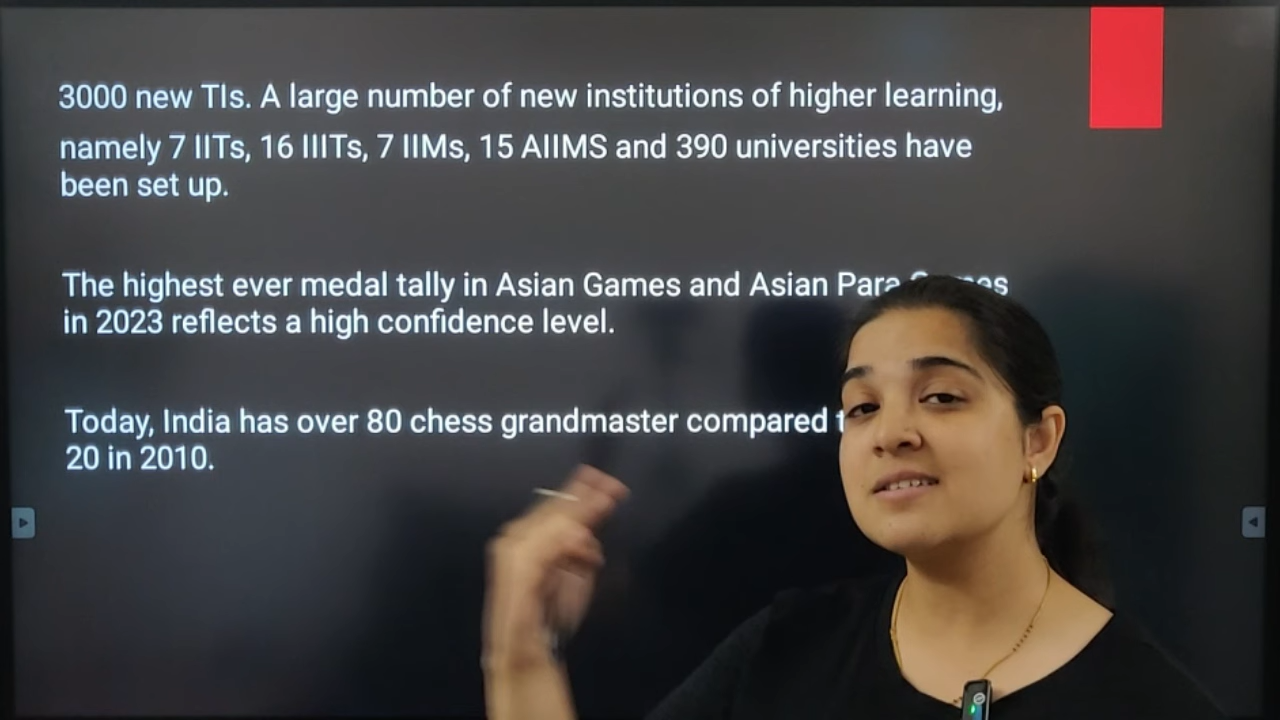 3000 new TIs. A large number of new institutions of higher learning,
namely 7 IITs, 16 IIITs, 7 IIMs, 15 AIIMS and 390 universities have
been set up.
The highest ever medal tally in Asian Games and Asian Para
in 2023 reflects a high confidence level.
Today, India has over 80 chess grandmaster compared
20 in 2010.